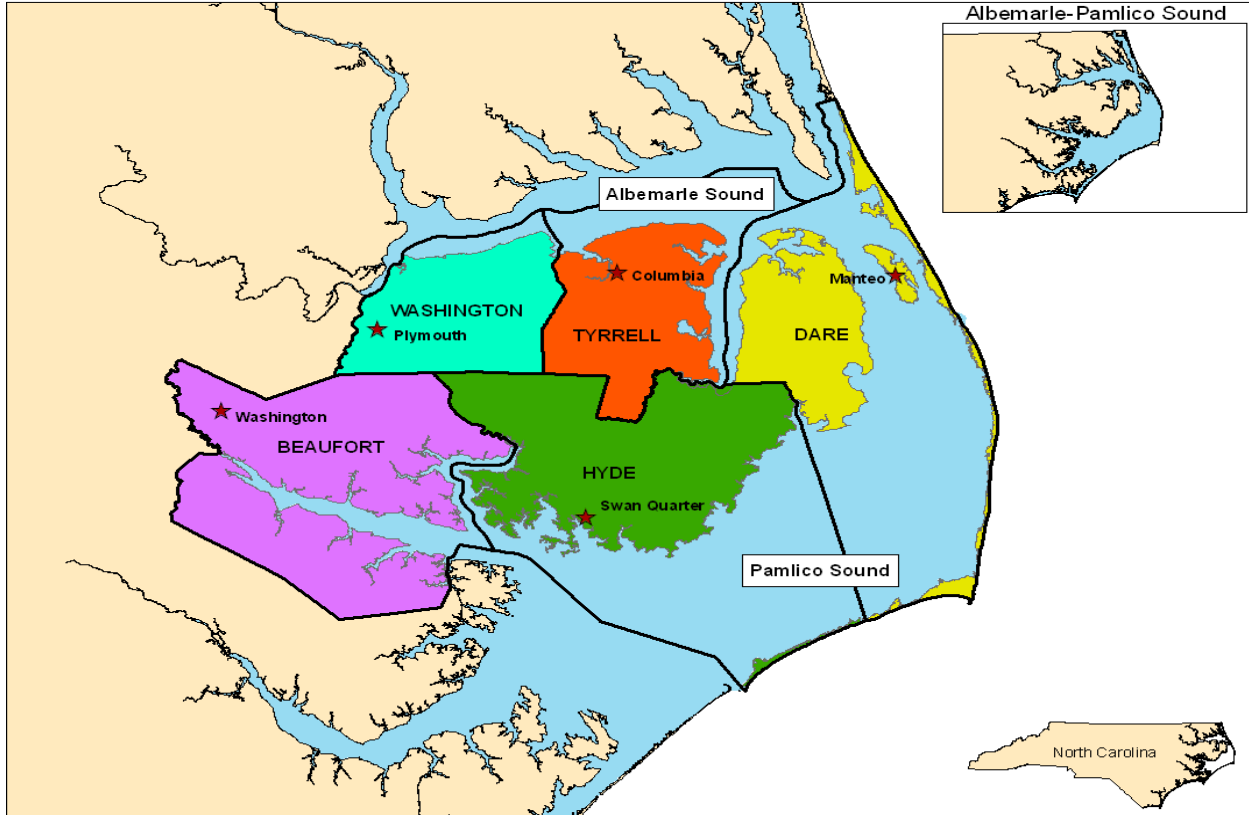 Albemarle-Pamlico Sound
Albemarle Sound
Columbia
Manteo
WASHINGTON
Plymouth
TYRRELL
DARE
Washington
BEAUFORT
HYDE
Swan Quarter
Pamlico Sound
North Carolina